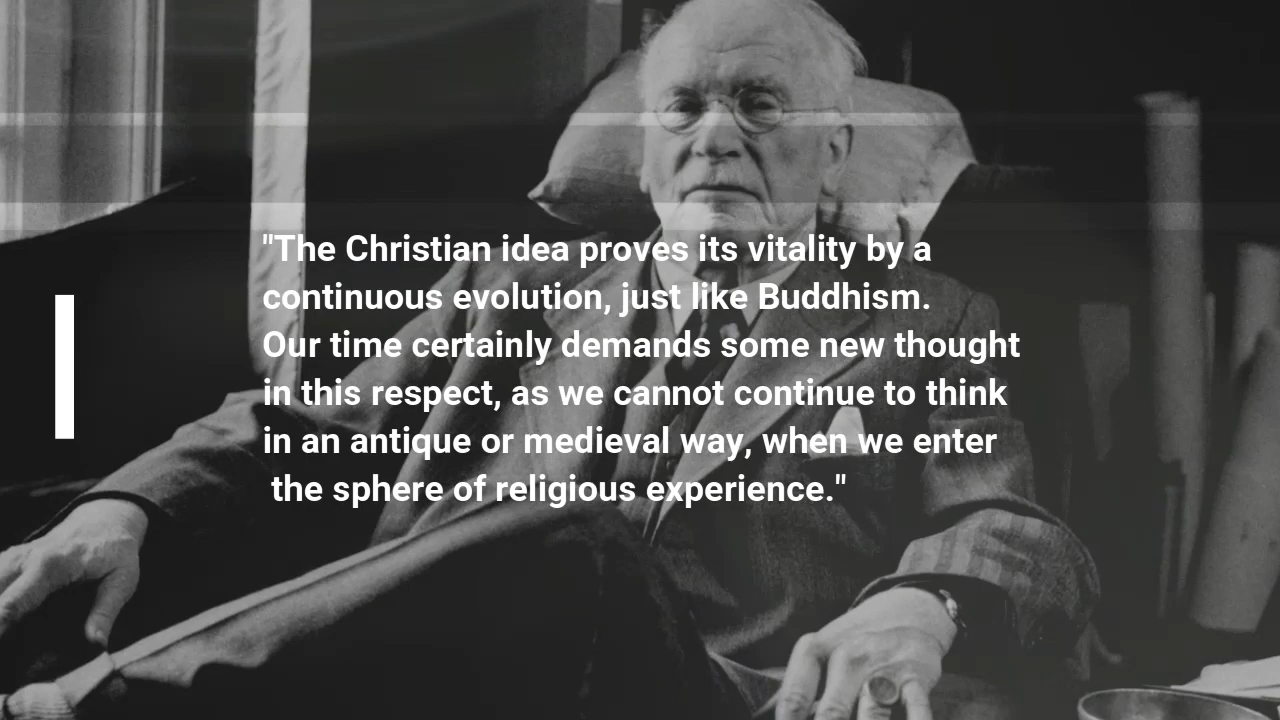 "The Christian idea proves its vitality by a
continuous evolution, just like Buddhism.
Our time certainly demands some new thought
in this respect, as we cannot continue to think
in an antique or medieval way, when we enter
the sphere of religious experience."